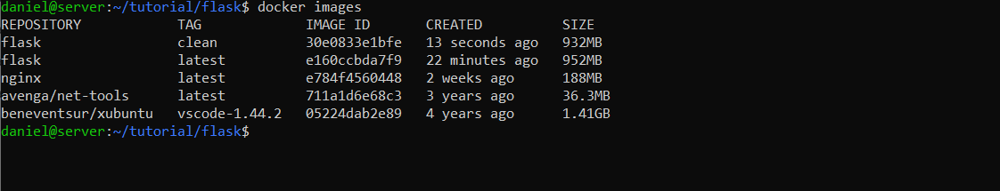 daniel@server:~/tutorial/flask$ docker images
REPOSITORY TAG IMAGE ID CREATED SIZE
flask clean 30e0833e1bfe 13 seconds ago 932MB
flask latest e160ccbda7f9 22 minutes ago 952MB
nginx latest e784f4560448 2 weeks ago 188MB
avenga/net-tools latest 711a1d6e68c3 3 years ago 36.3MB
beneventsur/xubuntu vscode-1.44.2 05224dab2e89 4 years ago 1.41GB
daniel@server:~/tutorial/flask$